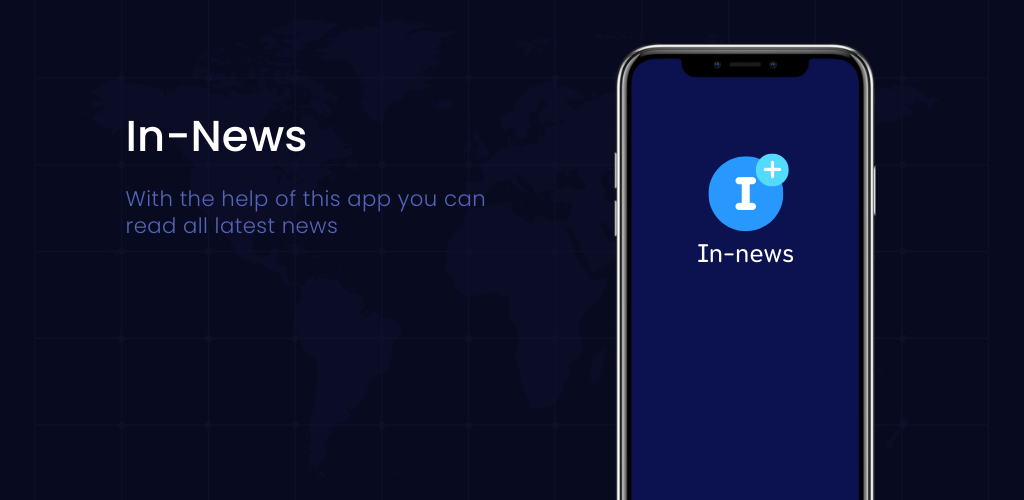 In-News
With the help of this app you can
read all latest news
I+
In-news